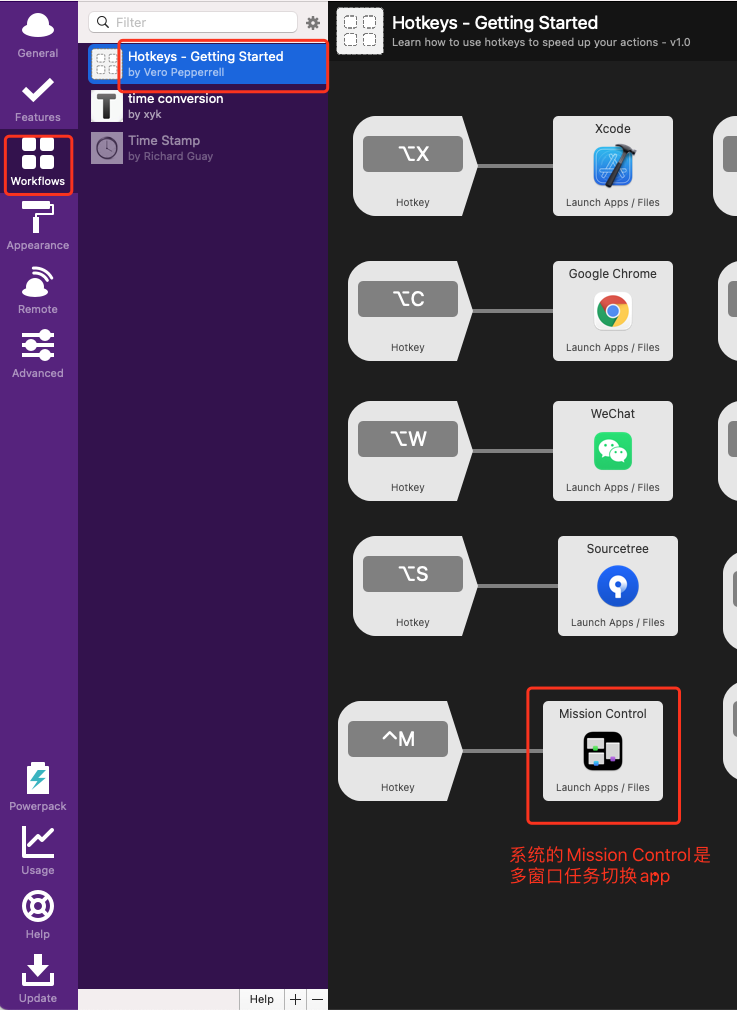 General
Features
Workflows
Appearance
Remote
Advanced
Powerpack
Usage
Help
Update
Filter
Hotkeys - Getting Started
by Vero Pepperrell
time conversion
by xyk
Time Stamp
by Richard Guay
Help
+
−
Hotkeys - Getting Started
Learn how to use hotkeys to speed up your actions - v1.0
⌥X
Hotkey
Xcode
Launch Apps / Files
⌥C
Hotkey
Google Chrome
Launch Apps / Files
⌥W
Hotkey
WeChat
Launch Apps / Files
⌥S
Hotkey
Sourcetree
Launch Apps / Files
^M
Hotkey
Mission Control
Launch Apps / Files
系统的Mission Control是
多窗口任务切换app